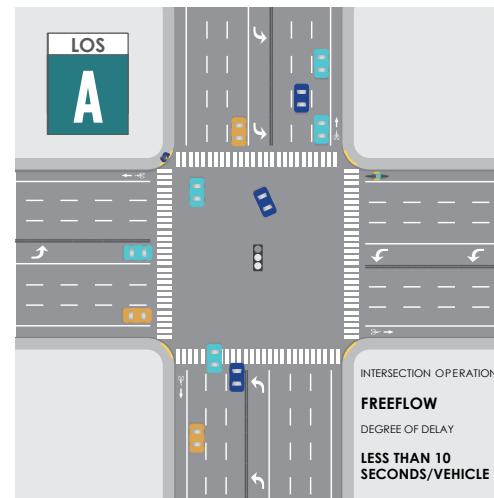 LOS
A
INTERSECTION OPERATION
FREEFLOW
DEGREE OF DELAY
LESS THAN 10
SECONDS/VEHICLE